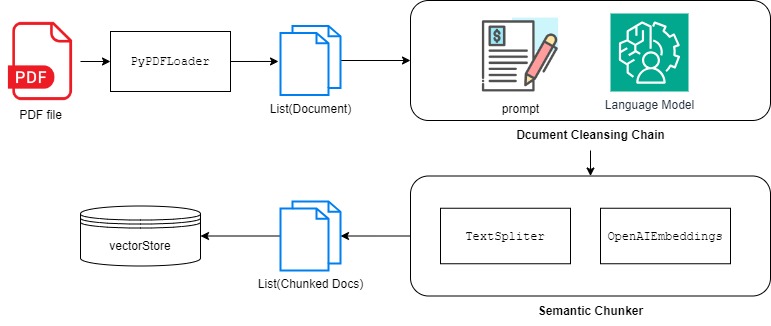 PDF
PDF file
PyPDFLoader
List(Document)
$
prompt
Language Model
Dcument Cleansing Chain
vectorStore
List(Chunked Docs)
TextSpliter
OpenAIEmbeddings
Semantic Chunker